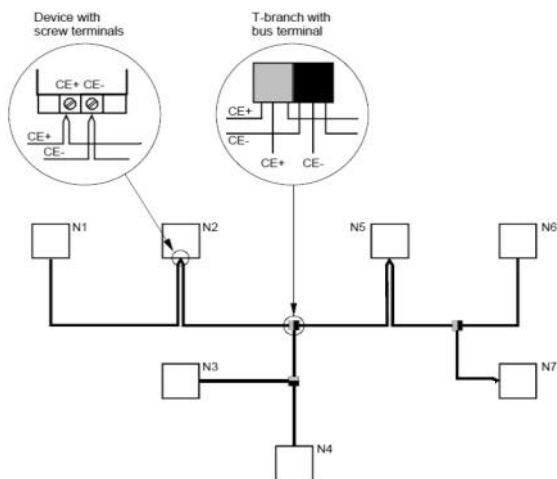 Device with
screw terminals
T-branch with
bus terminal
CE+ CE-
CE+
CE-
CE+
CE-
CE+
CE-
N1
N2
N5
N6
N3
N7
N4